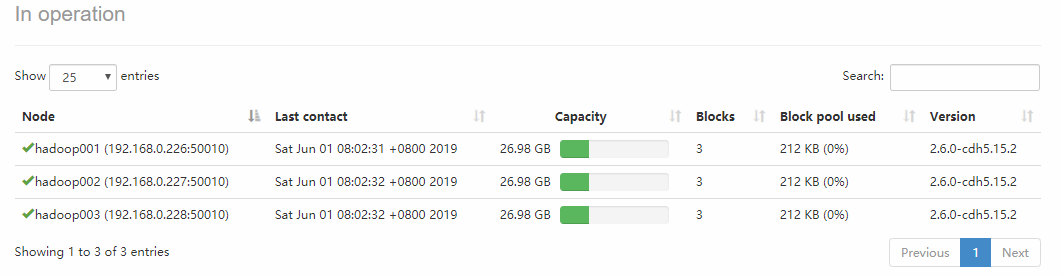 In operation
Show 25 entries Search:
Node Last contact Capacity Blocks Block pool used Version
hadoop001 (192.168.0.226:50010) Sat Jun 01 08:02:31 +0800 2019 26.98 GB 3 212 KB (0%) 2.6.0-cdh5.15.2
hadoop002 (192.168.0.227:50010) Sat Jun 01 08:02:32 +0800 2019 26.98 GB 3 212 KB (0%) 2.6.0-cdh5.15.2
hadoop003 (192.168.0.228:50010) Sat Jun 01 08:02:32 +0800 2019 26.98 GB 3 212 KB (0%) 2.6.0-cdh5.15.2
Showing 1 to 3 of 3 entries Previous 1 Next